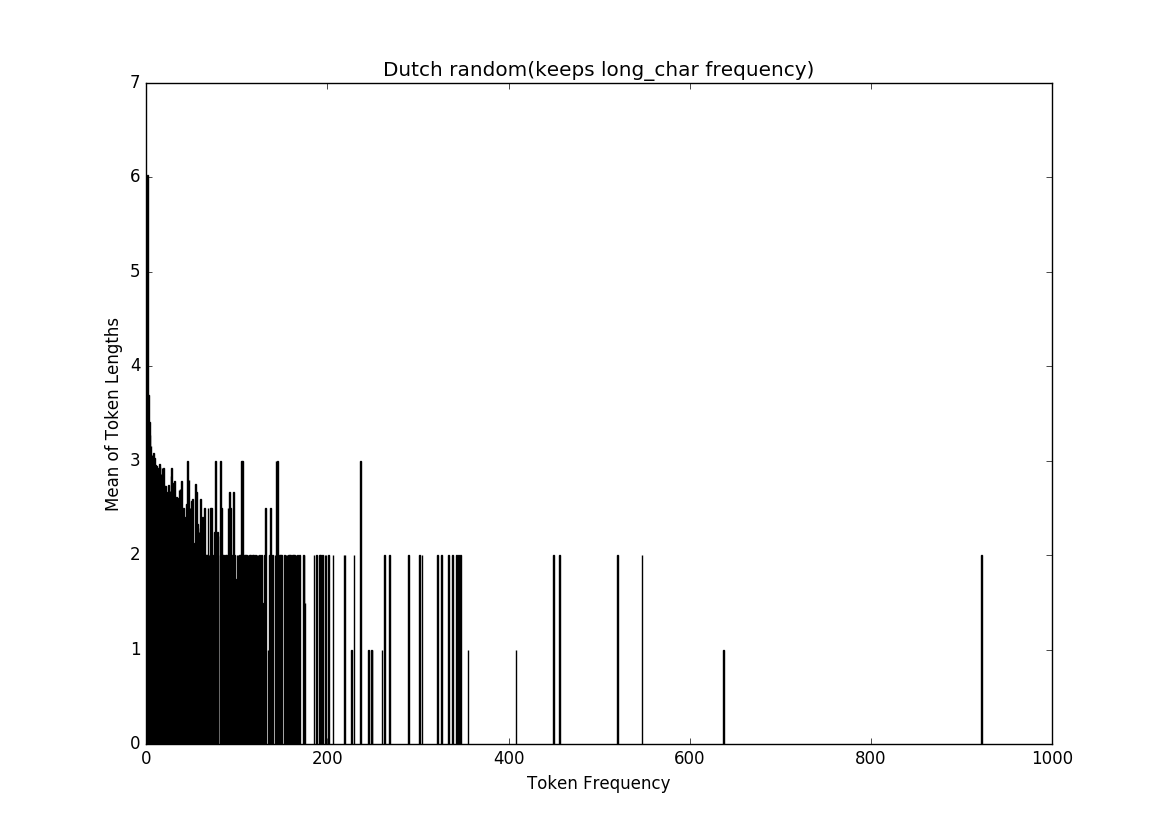 Dutch random(keeps long_char frequency)
7
6
5
4
3
2
1
0
Mean of Token Lengths
0 200 400 600 800 1000
Token Frequency